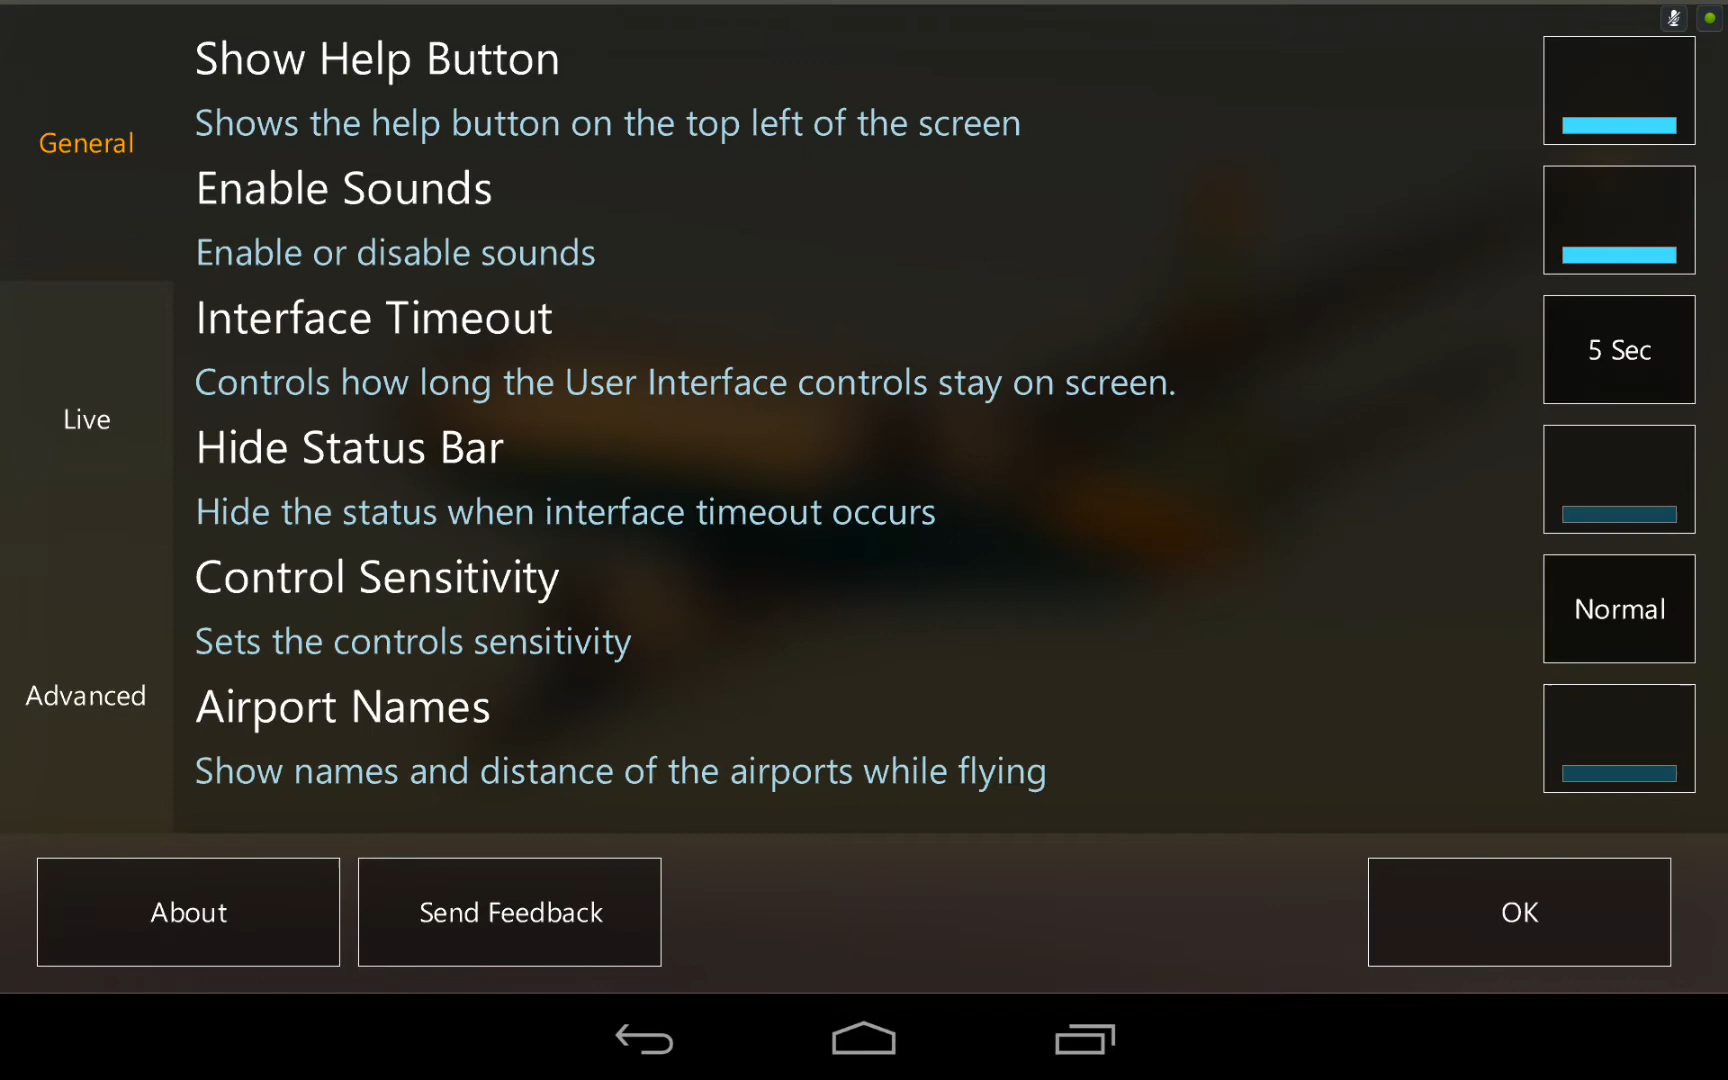 General
Live
Advanced
Show Help Button
Shows the help button on the top left of the screen
Enable Sounds
Enable or disable sounds
Interface Timeout
Controls how long the User Interface controls stay on screen.
5 Sec
Hide Status Bar
Hide the status when interface timeout occurs
Control Sensitivity
Sets the controls sensitivity
Normal
Airport Names
Show names and distance of the airports while flying
About
Send Feedback
OK